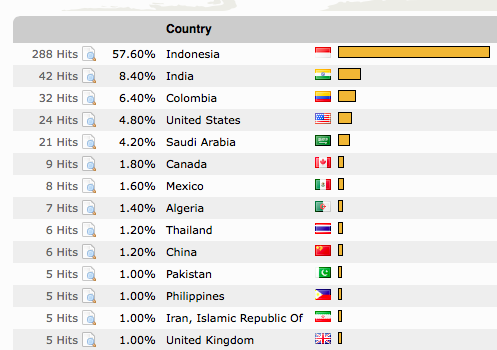 Country
288 Hits 57.60% Indonesia
42 Hits 8.40% India
32 Hits 6.40% Colombia
24 Hits 4.80% United States
21 Hits 4.20% Saudi Arabia
9 Hits 1.80% Canada
8 Hits 1.60% Mexico
7 Hits 1.40% Algeria
6 Hits 1.20% Thailand
6 Hits 1.20% China
5 Hits 1.00% Pakistan
5 Hits 1.00% Philippines
5 Hits 1.00% Iran, Islamic Republic Of
5 Hits 1.00% United Kingdom